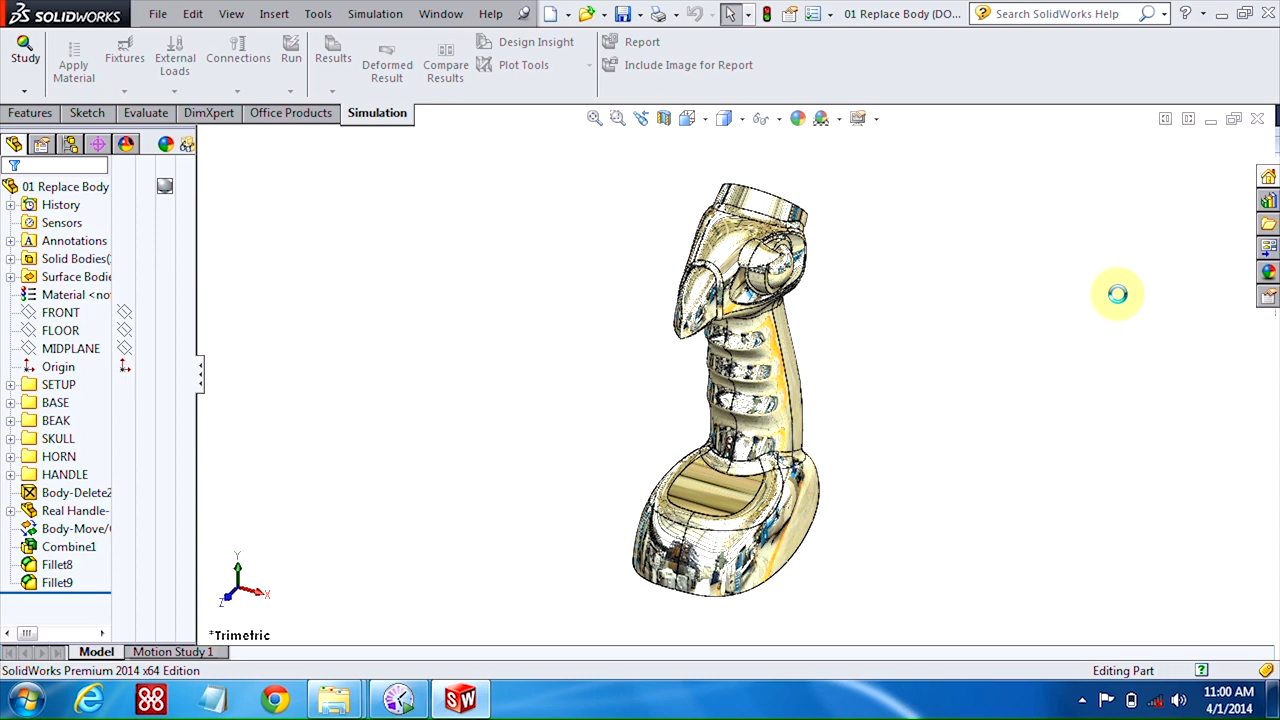 SOLIDWORKS File Edit View Insert Tools Simulation Window Help 01 Replace Body (DO... Search SolidWorks Help
Study
Apply Material
Fixtures
External Loads
Connections
Run
Results
Deformed Result
Compare Results
Design Insight
Plot Tools
Report
Include Image for Report
Features Sketch Evaluate DimXpert Office Products Simulation
01 Replace Body
History
Sensors
Annotations
Solid Bodies(
Surface Bodie
Material <no
FRONT
FLOOR
MIDPLANE
Origin
SETUP
BASE
BEAK
SKULL
HORN
HANDLE
Body-Delete2
Real Handle-
Body-Move/
Combine1
Fillet8
Fillet9
Y
X
Z
*Trimetric
Model Motion Study 1
SolidWorks Premium 2014 x64 Edition Editing Part
SW
11:00 AM
4/1/2014